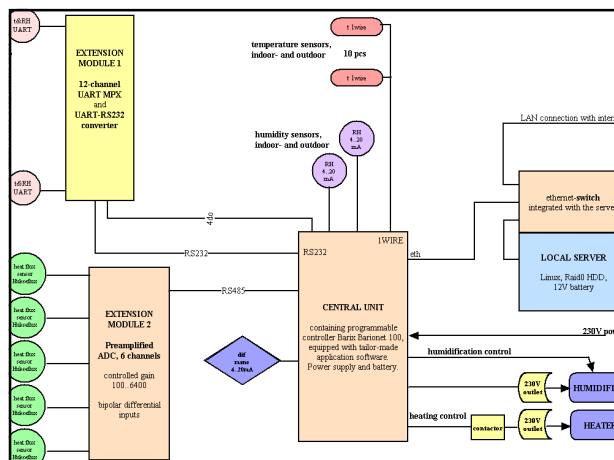 t&RH
UART
EXTENSION
MODULE 1
12-channel
UART MPX
and
UART-RS232
converter
t&RH
UART
t 1wire
temperature sensors,
indoor- and outdoor
10 pcs
t 1wire
humidity sensors,
indoor- and outdoor
RH
4..20
mA
RH
4..20
mA
LAN connection with intern
ethernet-switch
integrated with the serve
LOCAL SERVER
Linux, Raid0 HDD,
12V battery
4do
RS232
RS485
1WIRE
RS232
eth
CENTRAL UNIT
containing programmable
controller Barix Barionet 100,
equipped with tailor-made
application software.
Power supply and battery.
heat flux
sensor
Hukseflux
heat flux
sensor
Hukseflux
heat flux
sensor
Hukseflux
heat flux
sensor
Hukseflux
heat flux
sensor
Hukseflux
EXTENSION
MODULE 2
Preamplified
ADC, 6 channels
controlled gain
100..6400
bipolar differential
inputs
dif
4..20mA
230V pow
humidification control
230V
outlet
HUMIDIFI
heating control
contactor
230V
outlet
HEATER